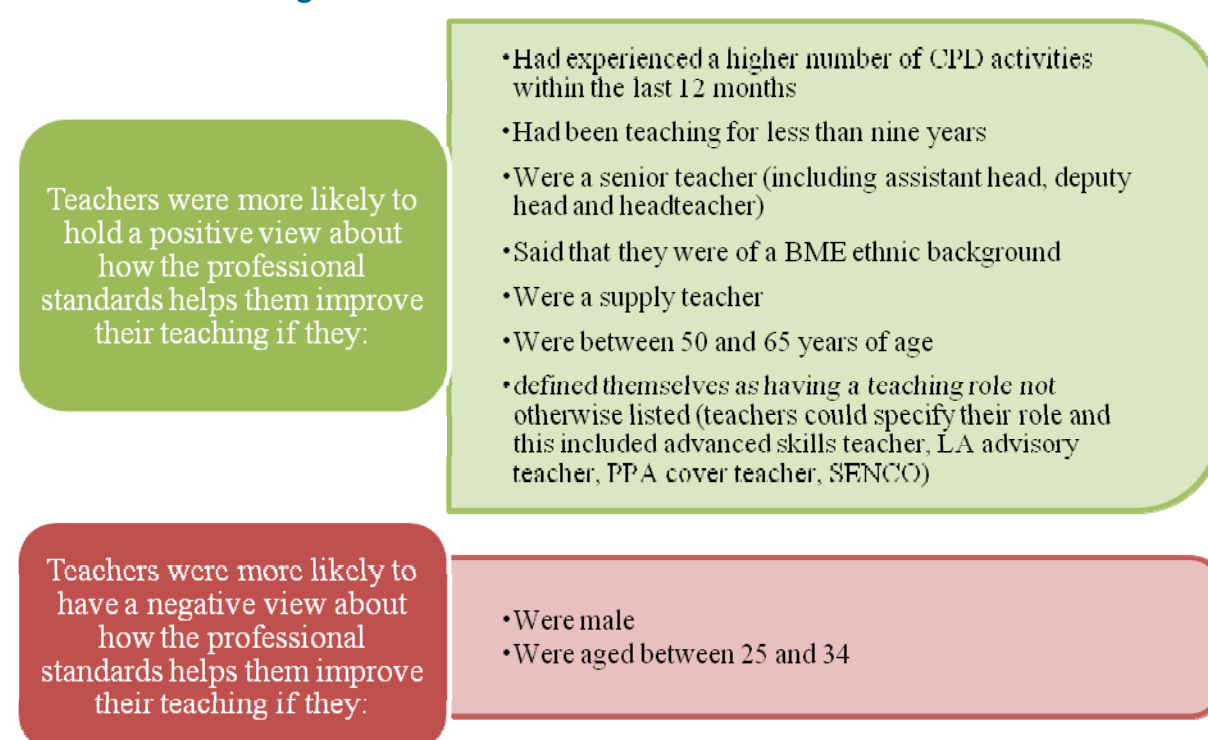 Teachers were more likely to
hold a positive view about
how the professional
standards helps them improve
their teaching if they:
•Had experienced a higher number of CPD activities
within the last 12 months
•Had been teaching for less than nine years
•Were a senior teacher (including assistant head, deputy
head and headteacher)
•Said that they were of a BME ethnic background
•Were a supply teacher
•Were between 50 and 65 years of age
•defined themselves as having a teaching role not
otherwise listed (teachers could specify their role and
this included advanced skills teacher, LA advisory
teacher, PPA cover teacher, SENCO)
Teachers were more likely to
have a negative view about
how the professional
standards helps them improve
their teaching if they:
•Were male
•Were aged between 25 and 34